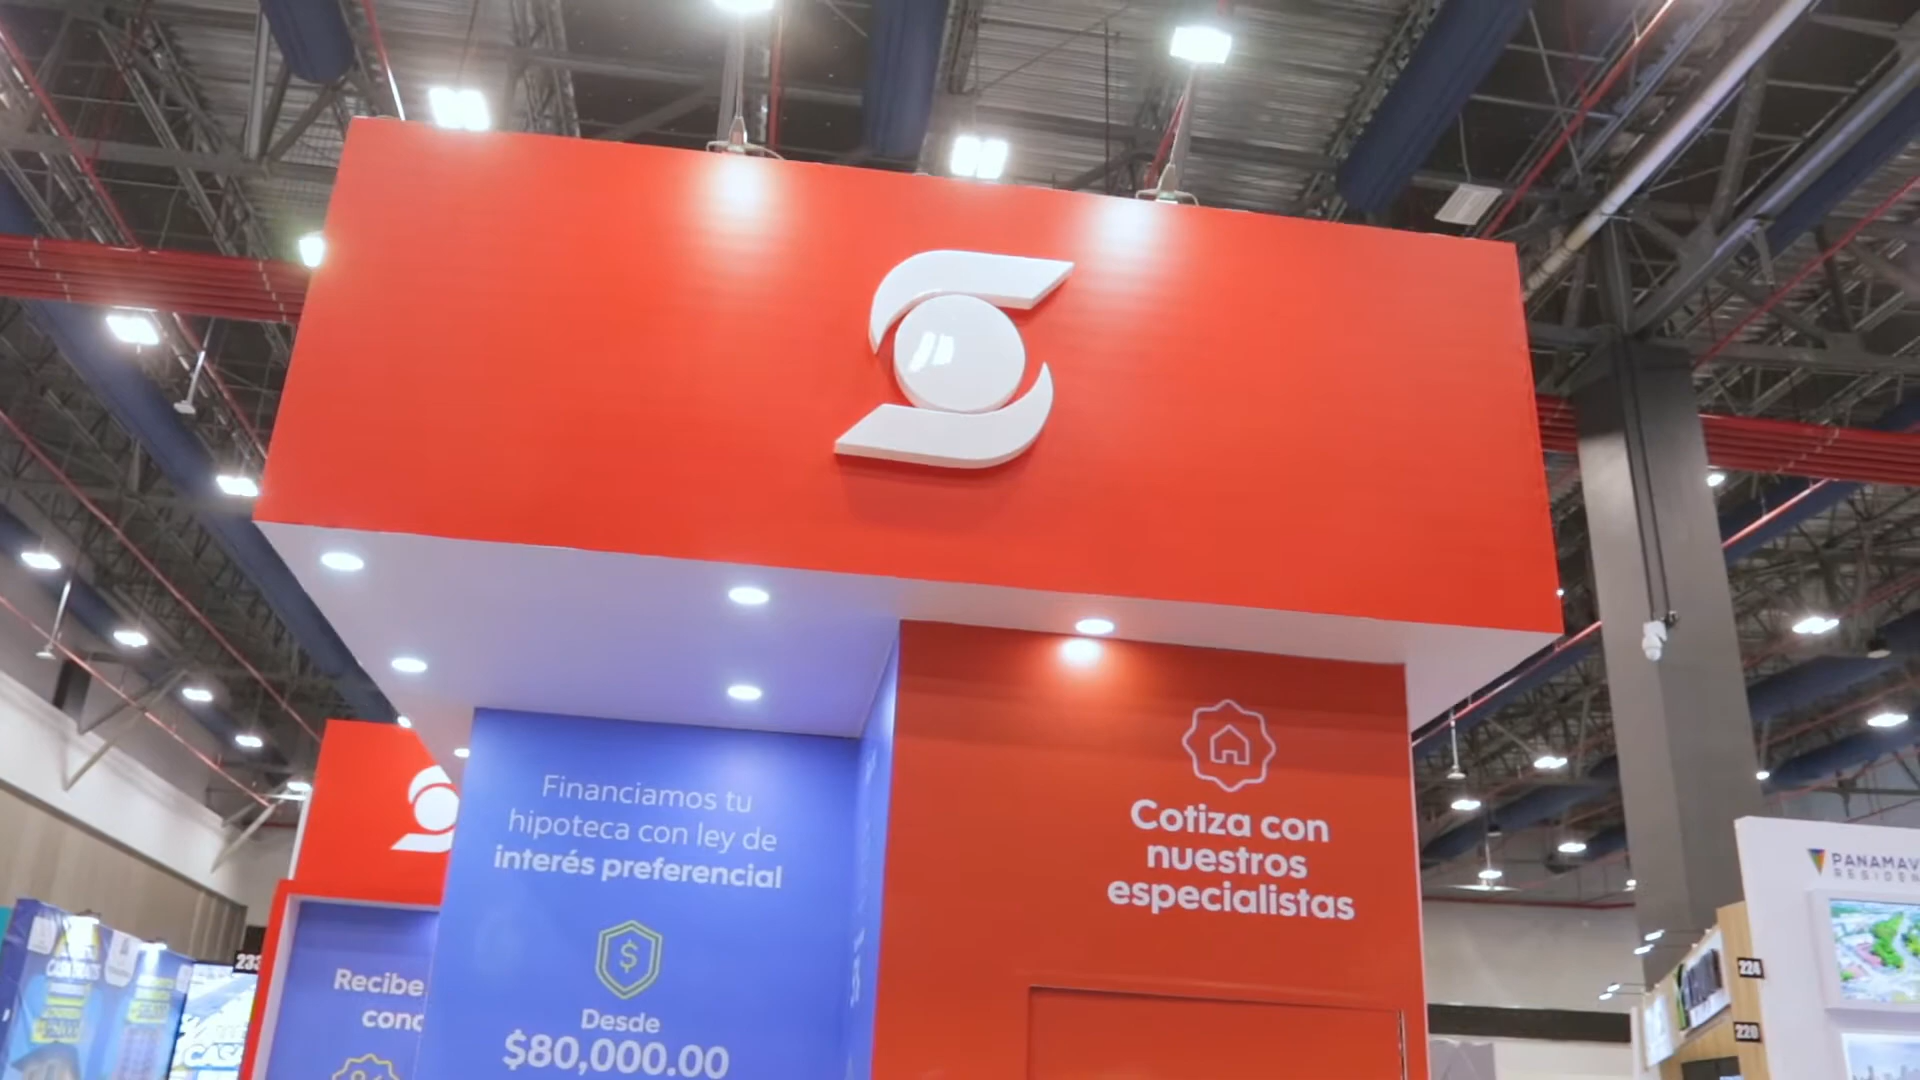 Financiamos tu
hipoteca con ley de
interés preferencial
$
Desde
$80,000.00
Cotiza con
nuestros
especialistas
Recibe
233
224
220